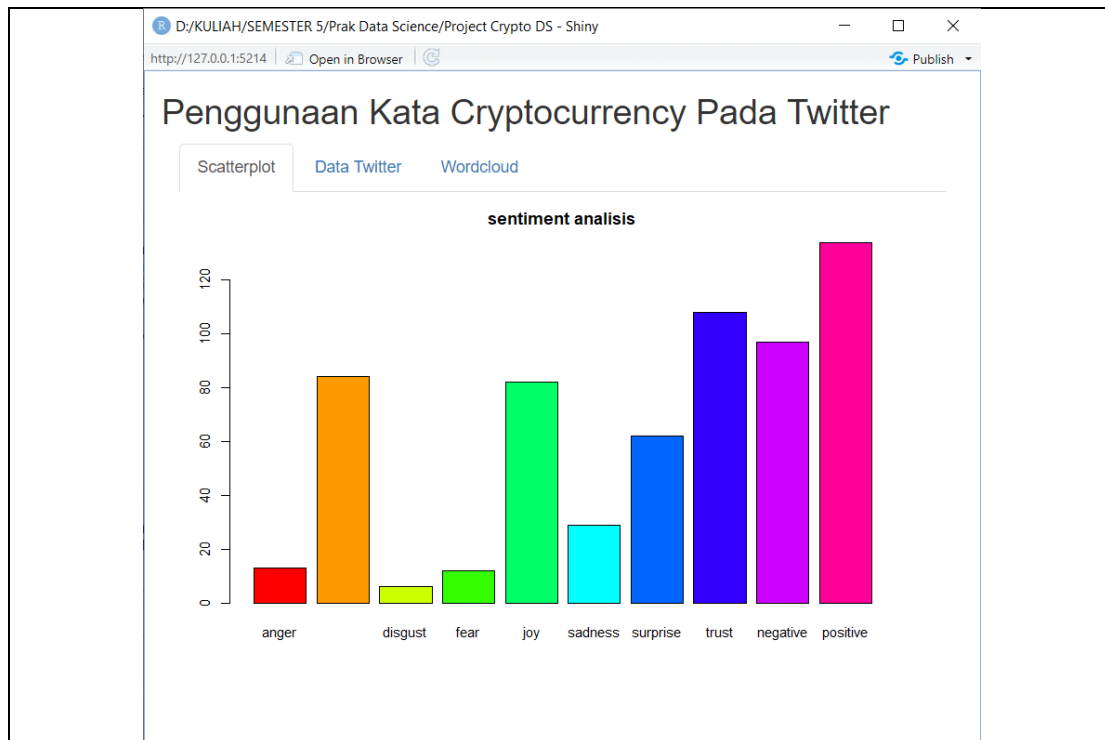 R D:/KULIAH/SEMESTER 5/Prak Data Science/Project Crypto DS - Shiny
http://127.0.0.1:5214 Open in Browser Publish
Penggunaan Kata Cryptocurrency Pada Twitter
Scatterplot Data Twitter Wordcloud
sentiment analisis
120
100
80
60
40
20
0
anger disgust fear joy sadness surprise trust negative positive